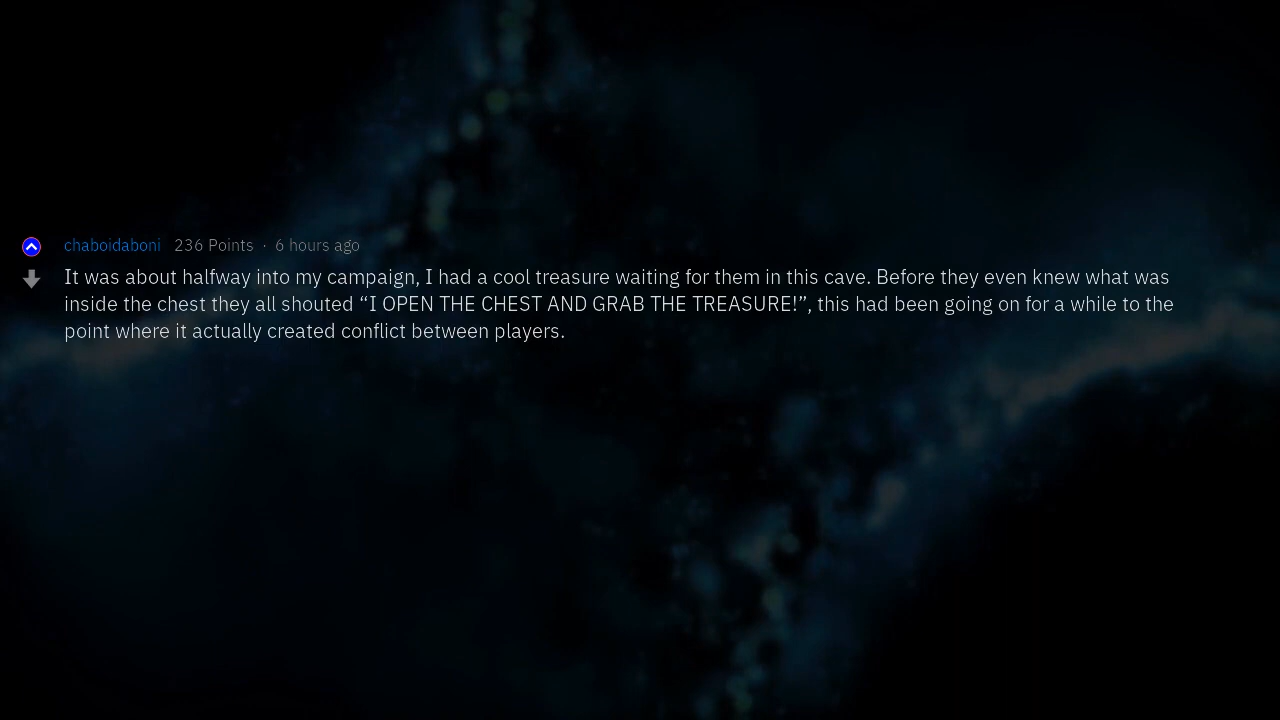 chaboidaboni 236 Points · 6 hours ago
It was about halfway into my campaign, I had a cool treasure waiting for them in this cave. Before they even knew what was
inside the chest they all shouted “I OPEN THE CHEST AND GRAB THE TREASURE!”, this had been going on for a while to the
point where it actually created conflict between players.